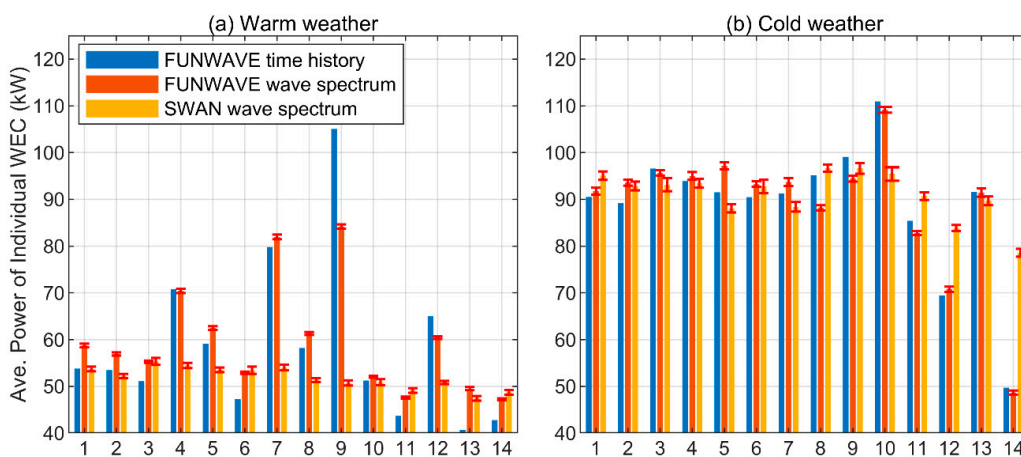 (a) Warm weather
(b) Cold weather
Ave. Power of Individual WEC (kW)
FUNWAVE time history
FUNWAVE wave spectrum
SWAN wave spectrum
120
110
100
90
80
70
60
50
40
1 2 3 4 5 6 7 8 9 10 11 12 13 14
120
110
100
90
80
70
60
50
40
1 2 3 4 5 6 7 8 9 10 11 12 13 14